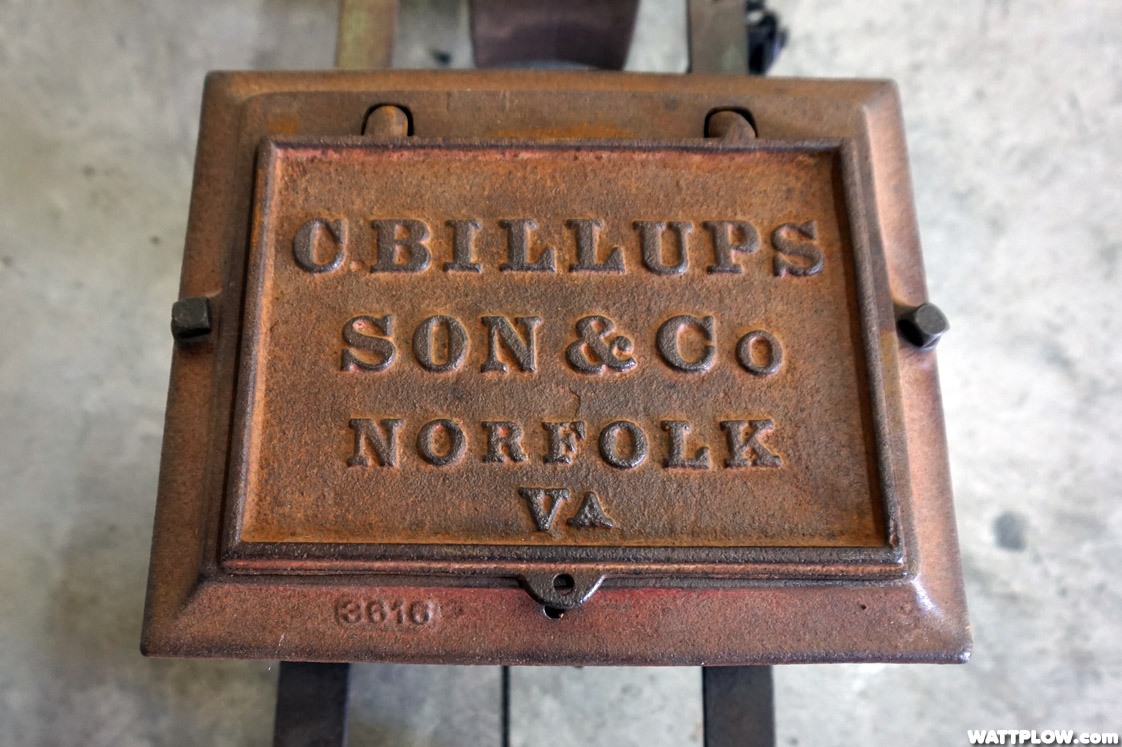 C. BILLUPS
SON & Co
NORFOLK
VA
3616
WATTPLOW.com